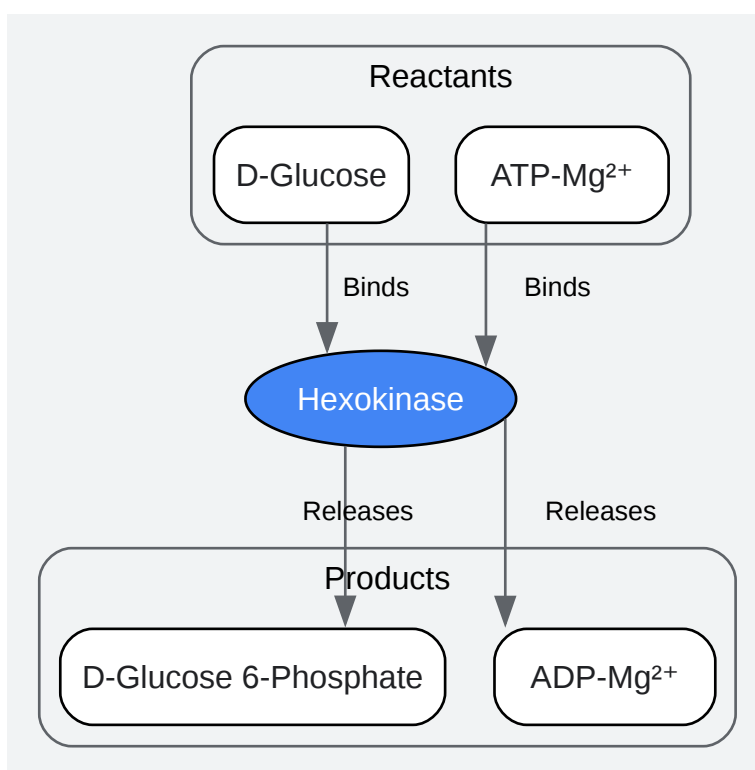 Reactants
D-Glucose
ATP-Mg²⁺
Binds
Binds
Hexokinase
Releases
Releases
Products
D-Glucose 6-Phosphate
ADP-Mg²⁺